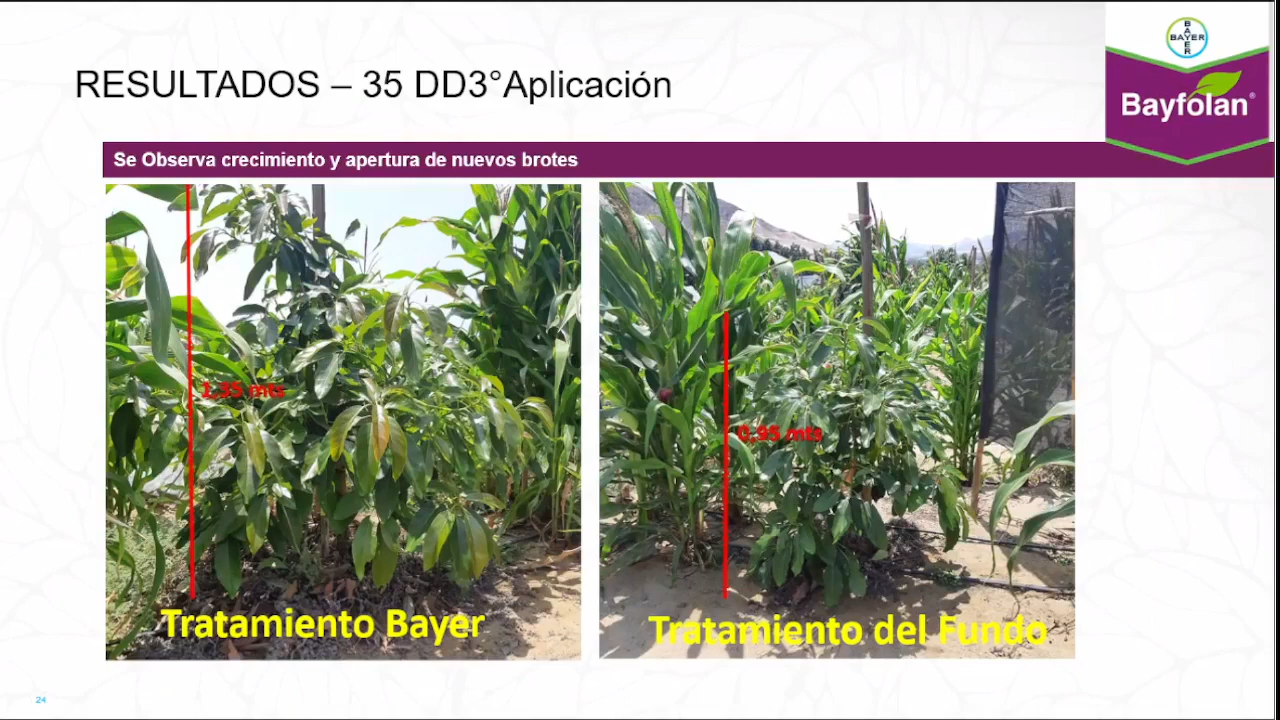 BAYER
BAYER
Bayfolan®
RESULTADOS – 35 DD3°Aplicación
Se Observa crecimiento y apertura de nuevos brotes
1,35 mts
0,95 mts
Tratamiento Bayer
Tratamiento del Fundo
24